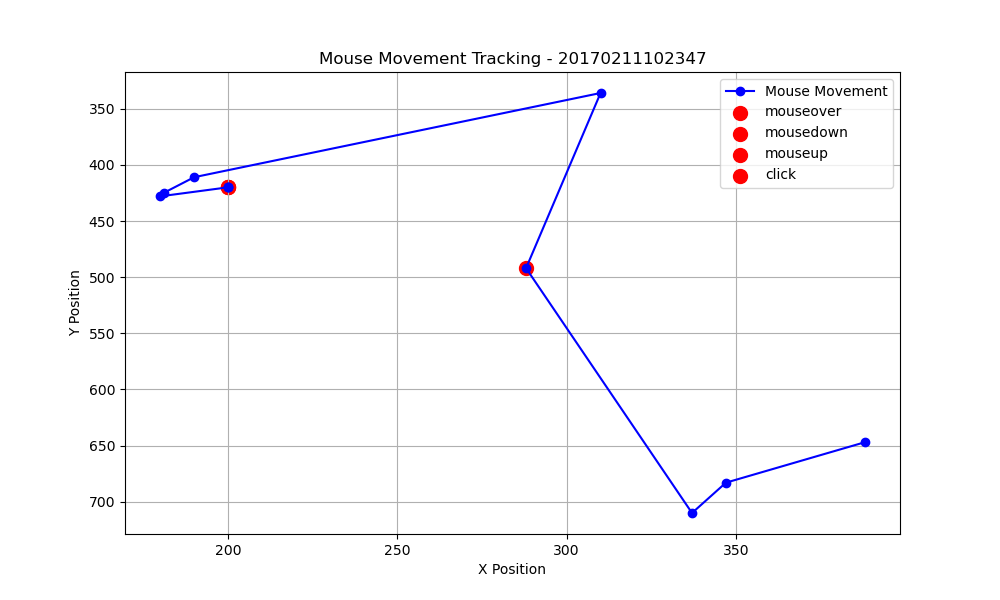 Mouse Movement Tracking - 20170211102347
Mouse Movement
mouseover
mousedown
mouseup
click
350
400
450
500
550
600
650
700
Y Position
200
250
300
350
X Position